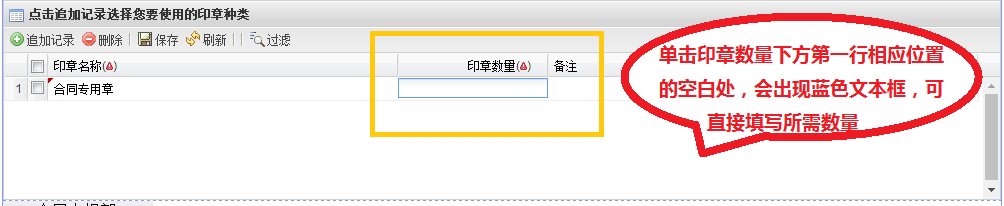 点击追加记录选择您要使用的印章种类
追加记录 删除 保存 刷新 过滤
印章名称 印章数量 备注
1 合同专用章
单击印章数量下方第一行相应位置
的空白处，会出现蓝色文本框，可
直接填写所需数量